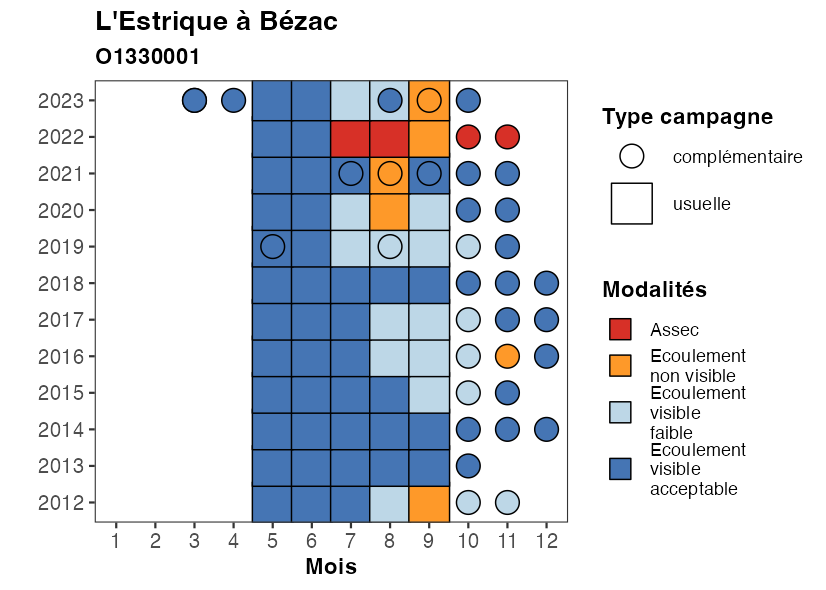 L'Estrique à Bézac
O1330001
2023
2022
2021
2020
2019
2018
2017
2016
2015
2014
2013
2012
1 2 3 4 5 6 7 8 9 10 11 12
Mois
Type campagne
complémentaire
usuelle
Modalités
Assec
Ecoulement
non visible
Ecoulement
visible
faible
Ecoulement
visible
acceptable